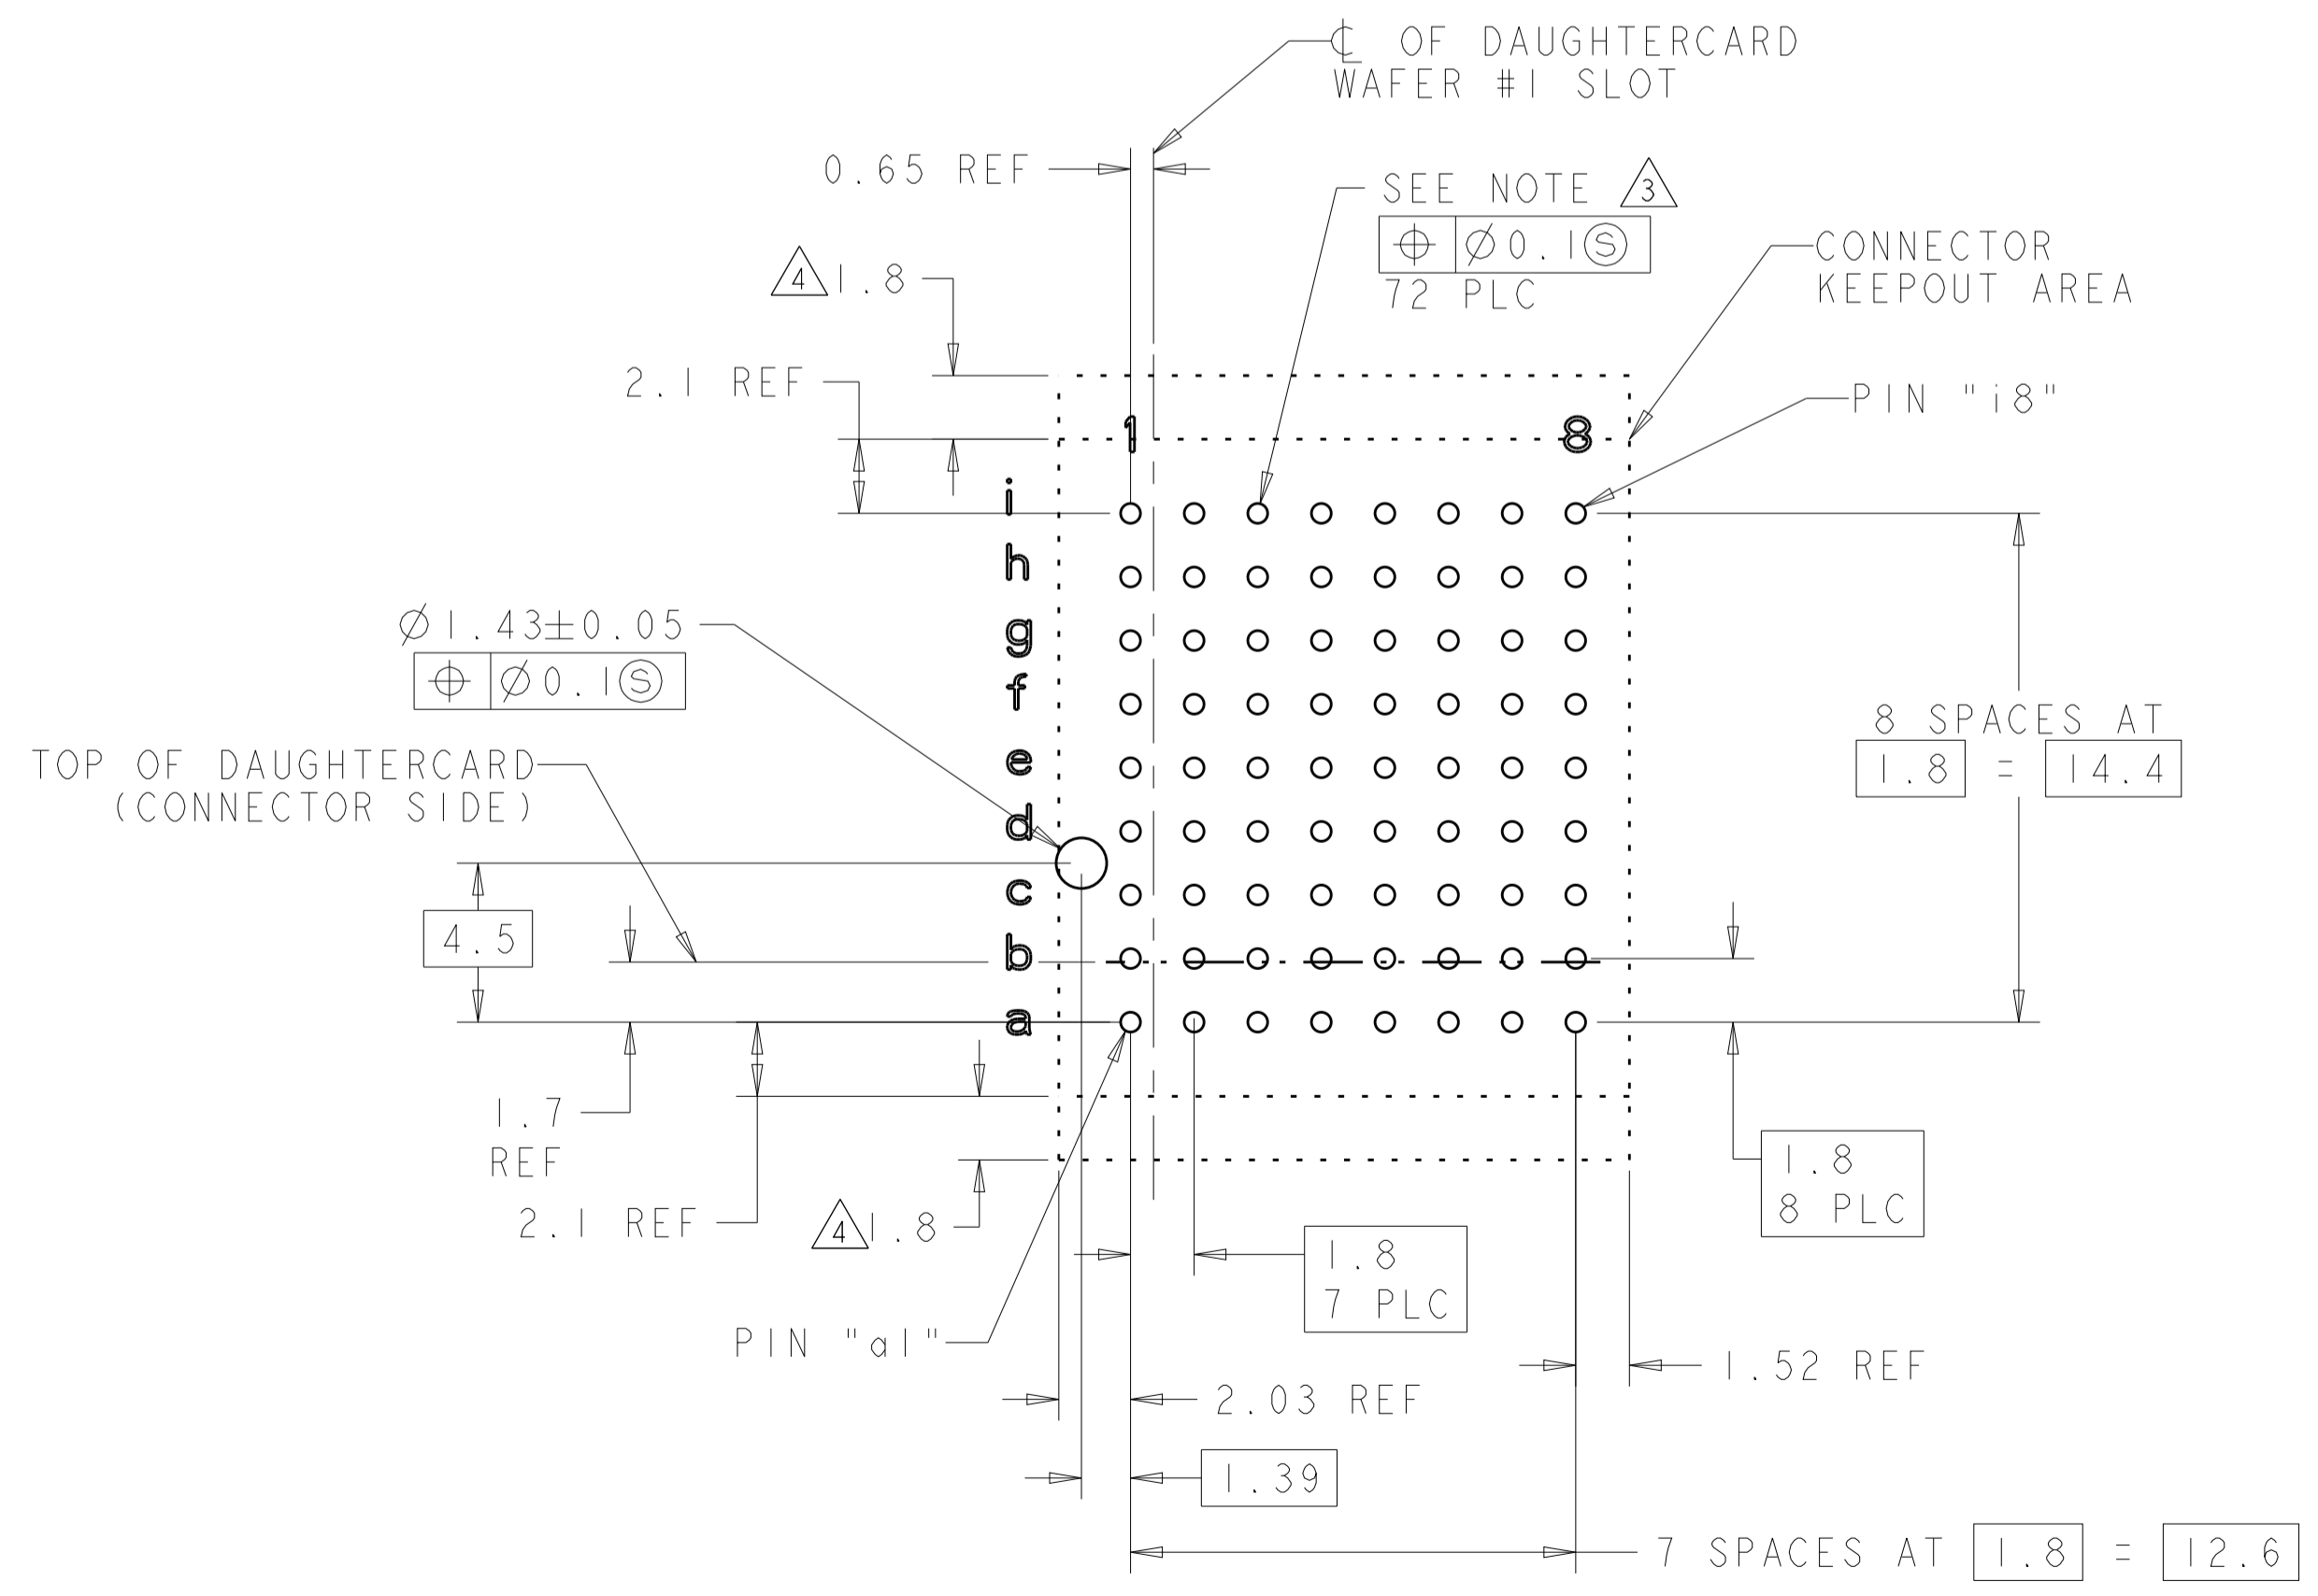 ℄ OF DAUGHTERCARD
WAFER #1 SLOT
0.65 REF
SEE NOTE 3
⌖ ⌀0.1Ⓢ
72 PLC
CONNECTOR
KEEPOUT AREA
4 1.8
2.1 REF
PIN "i8"
1 8
i
h
g
f
e
d
c
b
a
⌀1.43±0.05
⌖ ⌀0.1Ⓢ
TOP OF DAUGHTERCARD
(CONNECTOR SIDE)
8 SPACES AT
1.8 = 14.4
4.5
1.7
REF
2.1 REF
4 1.8
1.8
8 PLC
1.8
7 PLC
PIN "a1"
1.52 REF
2.03 REF
1.39
7 SPACES AT 1.8 = 12.6